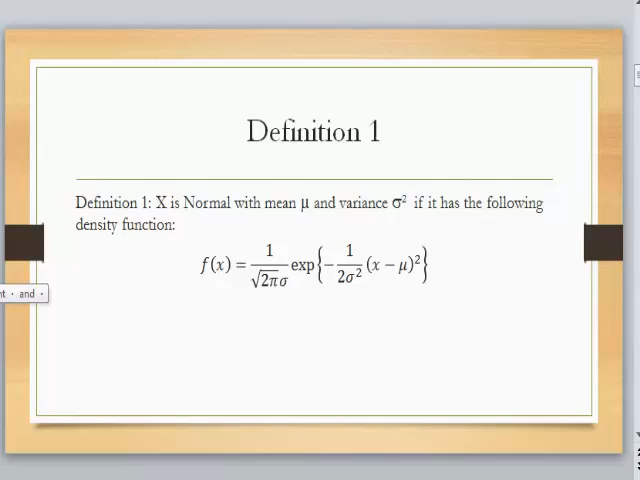 Definition 1
Definition 1: X is Normal with mean μ and variance σ² if it has the following
density function:
f(x) = 1/(√2π σ) exp{−1/(2σ²) (x − μ)²}
nt · and ·